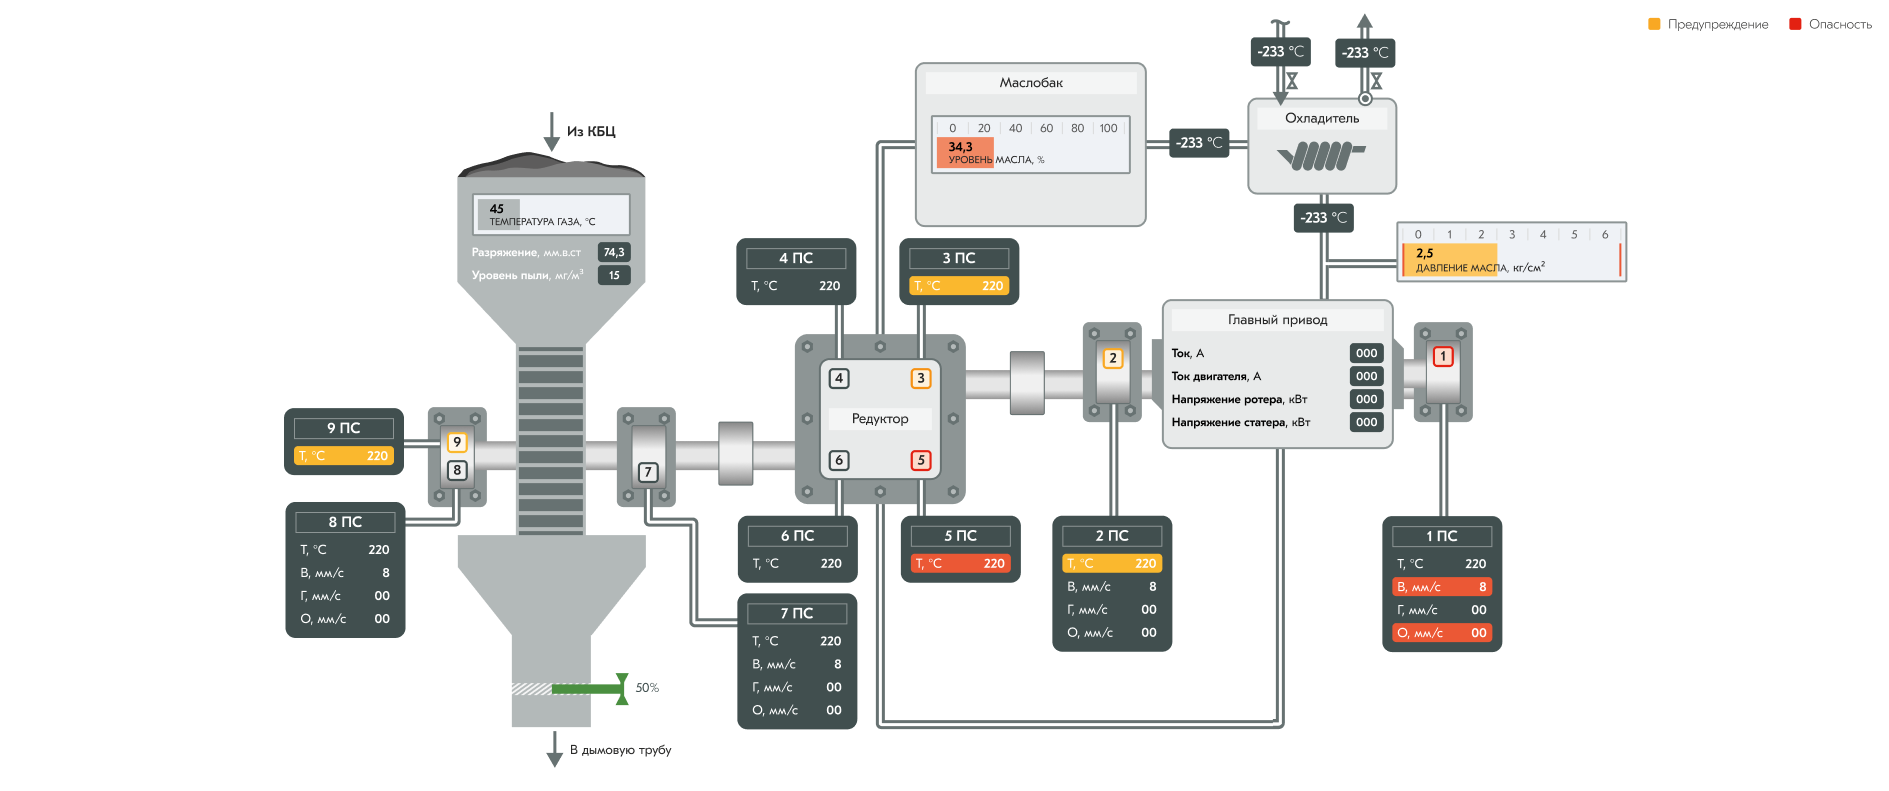 Предупреждение
Опасность
-233 °C
-233 °C
Маслобак
0 20 40 60 80 100
34,3
УРОВЕНЬ МАСЛА, %
-233 °C
Охладитель
-233 °C
0 1 2 3 4 5 6
2,5
ДАВЛЕНИЕ МАСЛА, кг/см²
Из КБЦ
45
ТЕМПЕРАТУРА ГАЗА, °C
Разряжение, мм.в.ст 74,3
Уровень пыли, мг/м³ 15
4 ПС
T, °C 220
3 ПС
T, °C 220
4
3
Редуктор
6
5
2
Главный привод
Ток, А 000
Ток двигателя, А 000
Напряжение ротера, кВт 000
Напряжение статера, кВт 000
1
9 ПС
T, °C 220
9
8
7
8 ПС
T, °C 220
В, мм/с 8
Г, мм/с 00
О, мм/с 00
6 ПС
T, °C 220
5 ПС
T, °C 220
2 ПС
T, °C 220
В, мм/с 8
Г, мм/с 00
О, мм/с 00
1 ПС
T, °C 220
В, мм/с 8
Г, мм/с 00
О, мм/с 00
7 ПС
T, °C 220
В, мм/с 8
Г, мм/с 00
О, мм/с 00
50%
В дымовую трубу